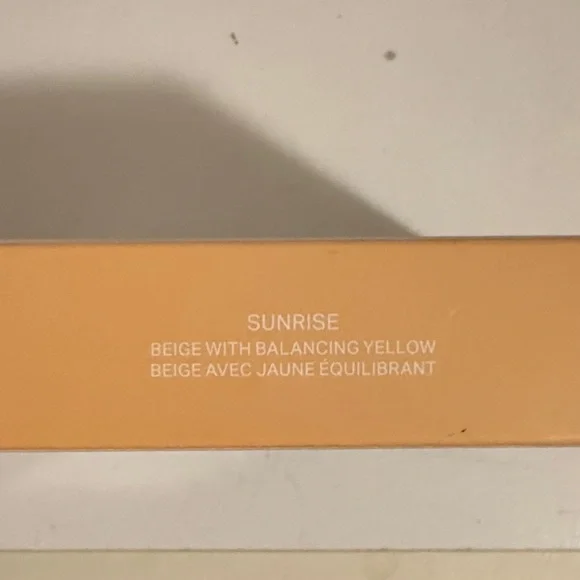 SUNRISE
BEIGE WITH BALANCING YELLOW
BEIGE AVEC JAUNE ÉQUILIBRANT